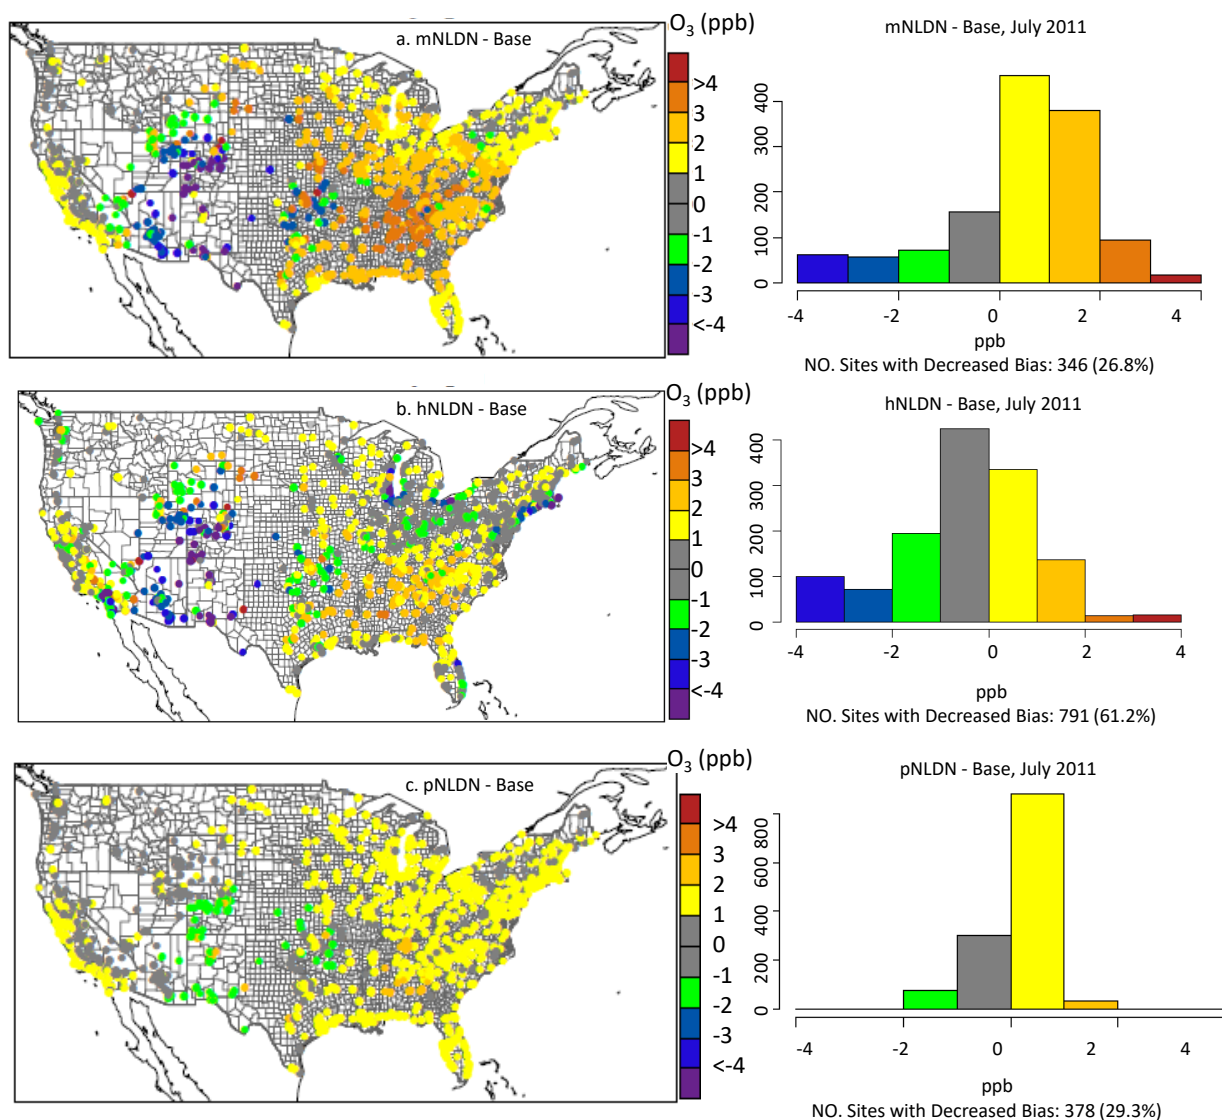 O3 (ppb)
a. mNLDN - Base
>4
3
2
1
0
-1
-2
-3
<-4
mNLDN - Base, July 2011
400
300
200
100
0
-4 -2 0 2 4
ppb
NO. Sites with Decreased Bias: 346 (26.8%)
O3 (ppb)
b. hNLDN - Base
>4
3
2
1
0
-1
-2
-3
<-4
hNLDN - Base, July 2011
400
300
200
100
0
-4 -2 0 2 4
ppb
NO. Sites with Decreased Bias: 791 (61.2%)
O3 (ppb)
c. pNLDN - Base
>4
3
2
1
0
-1
-2
-3
<-4
pNLDN - Base, July 2011
800
600
400
200
0
-4 -2 0 2 4
ppb
NO. Sites with Decreased Bias: 378 (29.3%)